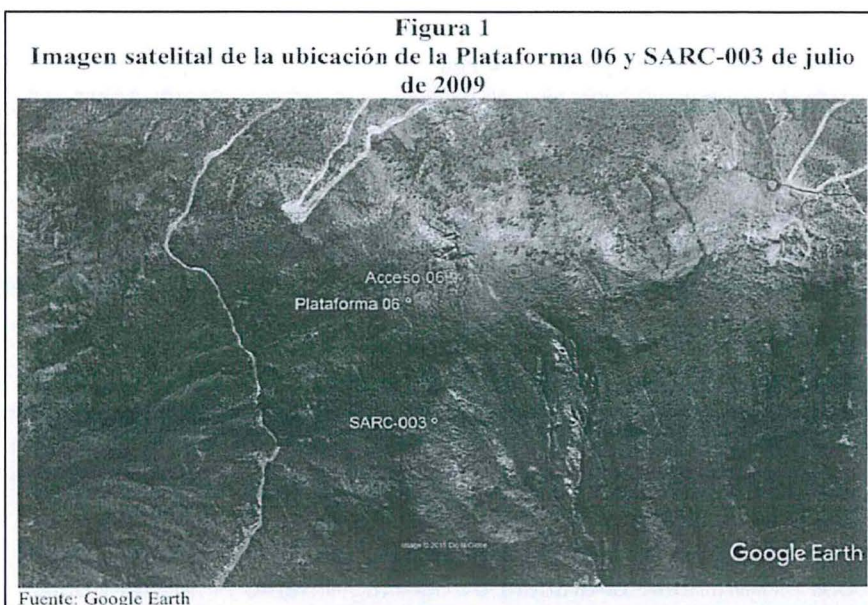 Figura 1
Imagen satelital de la ubicación de la Plataforma 06 y SARC-003 de julio
de 2009
Acceso 06
Plataforma 06
SARC-003
Google Earth
Fuente: Google Earth